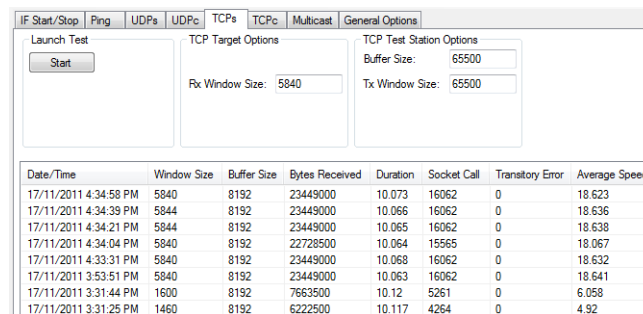 IF Start/Stop Ping UDPs UDPc TCPs TCPc Multicast General Options
Launch Test TCP Target Options TCP Test Station Options
Start Buffer Size: 65500
Rx Window Size: 5840 Tx Window Size: 65500
Date/Time Window Size Buffer Size Bytes Received Duration Socket Call Transitory Error Average Spee
17/11/2011 4:34:58 PM 5840 8192 23449000 10.073 16062 0 18.623
17/11/2011 4:34:39 PM 5844 8192 23449000 10.066 16062 0 18.636
17/11/2011 4:34:21 PM 5844 8192 23449000 10.065 16062 0 18.638
17/11/2011 4:34:04 PM 5840 8192 22728500 10.064 15565 0 18.067
17/11/2011 4:33:31 PM 5840 8192 23449000 10.068 16062 0 18.632
17/11/2011 3:53:51 PM 5840 8192 23449000 10.063 16062 0 18.641
17/11/2011 3:31:44 PM 1600 8192 7663500 10.12 5261 0 6.058
17/11/2011 3:31:25 PM 1460 8192 6222500 10.117 4264 0 4.92